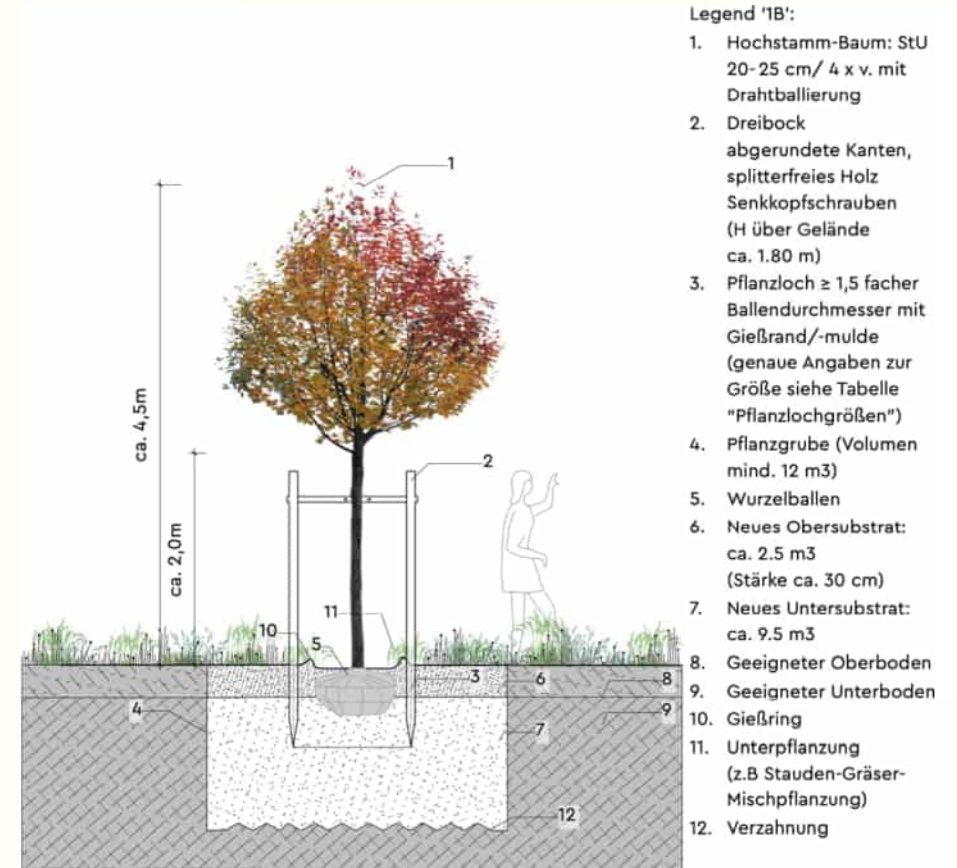 Legend '1B':
1. Hochstamm-Baum: StU
20-25 cm/ 4 x v. mit
Drahtballierung
2. Dreibock
abgerundete Kanten,
splitterfreies Holz
Senkkopfschrauben
(H über Gelände
ca. 1.80 m)
3. Pflanzloch ≥ 1,5 facher
Ballendurchmesser mit
Gießrand/-mulde
(genaue Angaben zur
Größe siehe Tabelle
"Pflanzlochgrößen")
4. Pflanzgrube (Volumen
mind. 12 m3)
5. Wurzelballen
6. Neues Obersubstrat:
ca. 2.5 m3
(Stärke ca. 30 cm)
7. Neues Untersubstrat:
ca. 9.5 m3
8. Geeigneter Oberboden
9. Geeigneter Unterboden
10. Gießring
11. Unterpflanzung
(z.B Stauden-Gräser-
Mischpflanzung)
12. Verzahnung
1
ca. 4,5m
2
ca. 2,0m
11
10
5
3
6
8
4
9
7
12